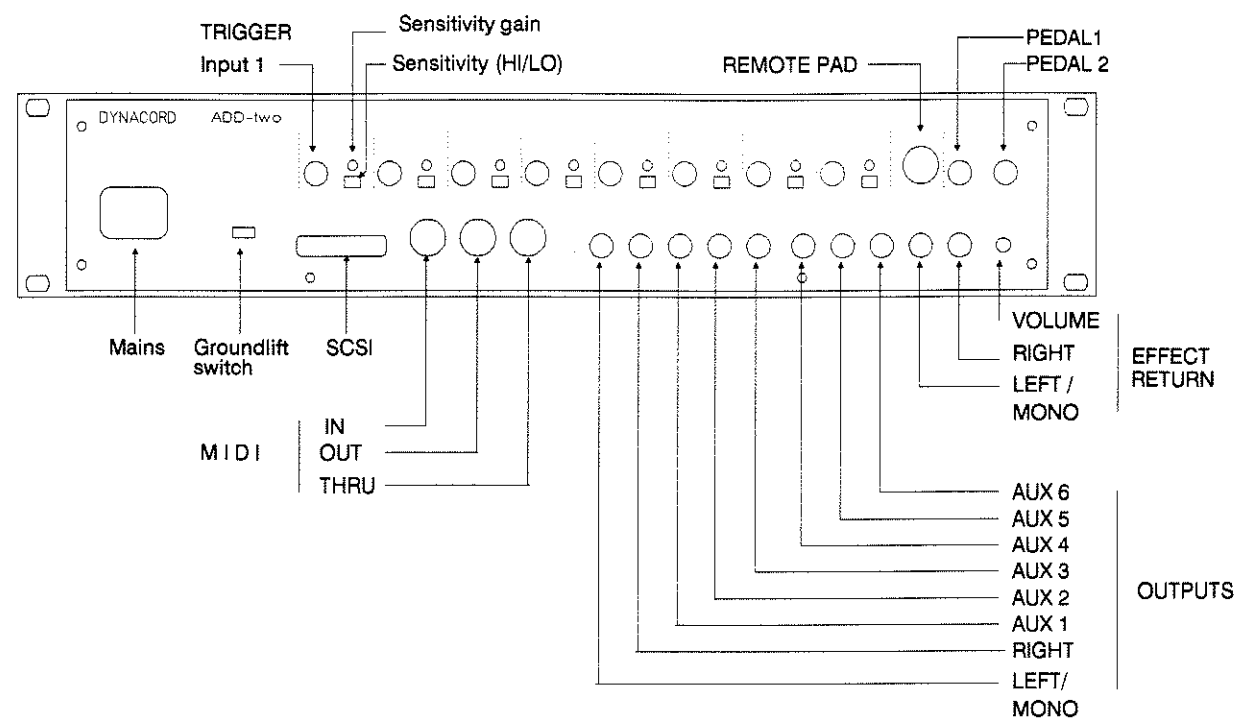 TRIGGER
Input 1
Sensitivity gain
Sensitivity (HI/LO)
REMOTE PAD
PEDAL1
PEDAL 2
DYNACORD ADD-two
Mains
Groundlift
switch
SCSI
VOLUME
RIGHT
LEFT /
MONO
EFFECT
RETURN
MIDI
IN
OUT
THRU
AUX 6
AUX 5
AUX 4
AUX 3
AUX 2
AUX 1
RIGHT
LEFT/
MONO
OUTPUTS